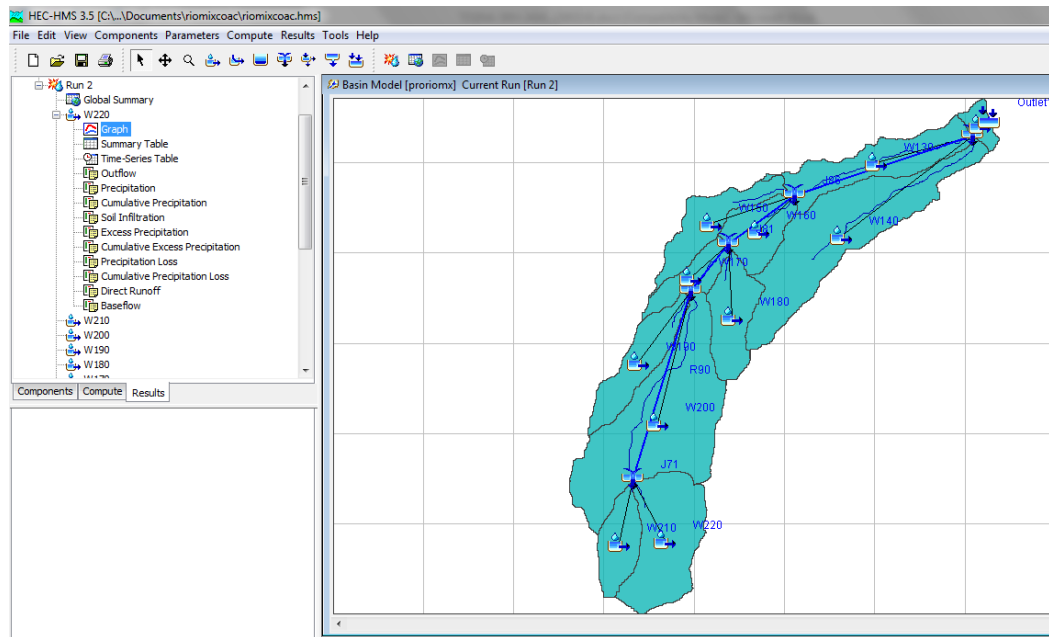 HEC-HMS 3.5 [C:\...\Documents\riomixcoac\riomixcoac.hms]
File Edit View Components Parameters Compute Results Tools Help
Run 2
Global Summary
W220
Graph
Summary Table
Time-Series Table
Outflow
Precipitation
Cumulative Precipitation
Soil Infiltration
Excess Precipitation
Cumulative Excess Precipitation
Precipitation Loss
Cumulative Precipitation Loss
Direct Runoff
Baseflow
W210
W200
W190
W180
Components Compute Results
Basin Model [proriomx] Current Run [Run 2]
W130
W150
W160
W140
W170
W180
W190
R90
W200
J71
W210
W220